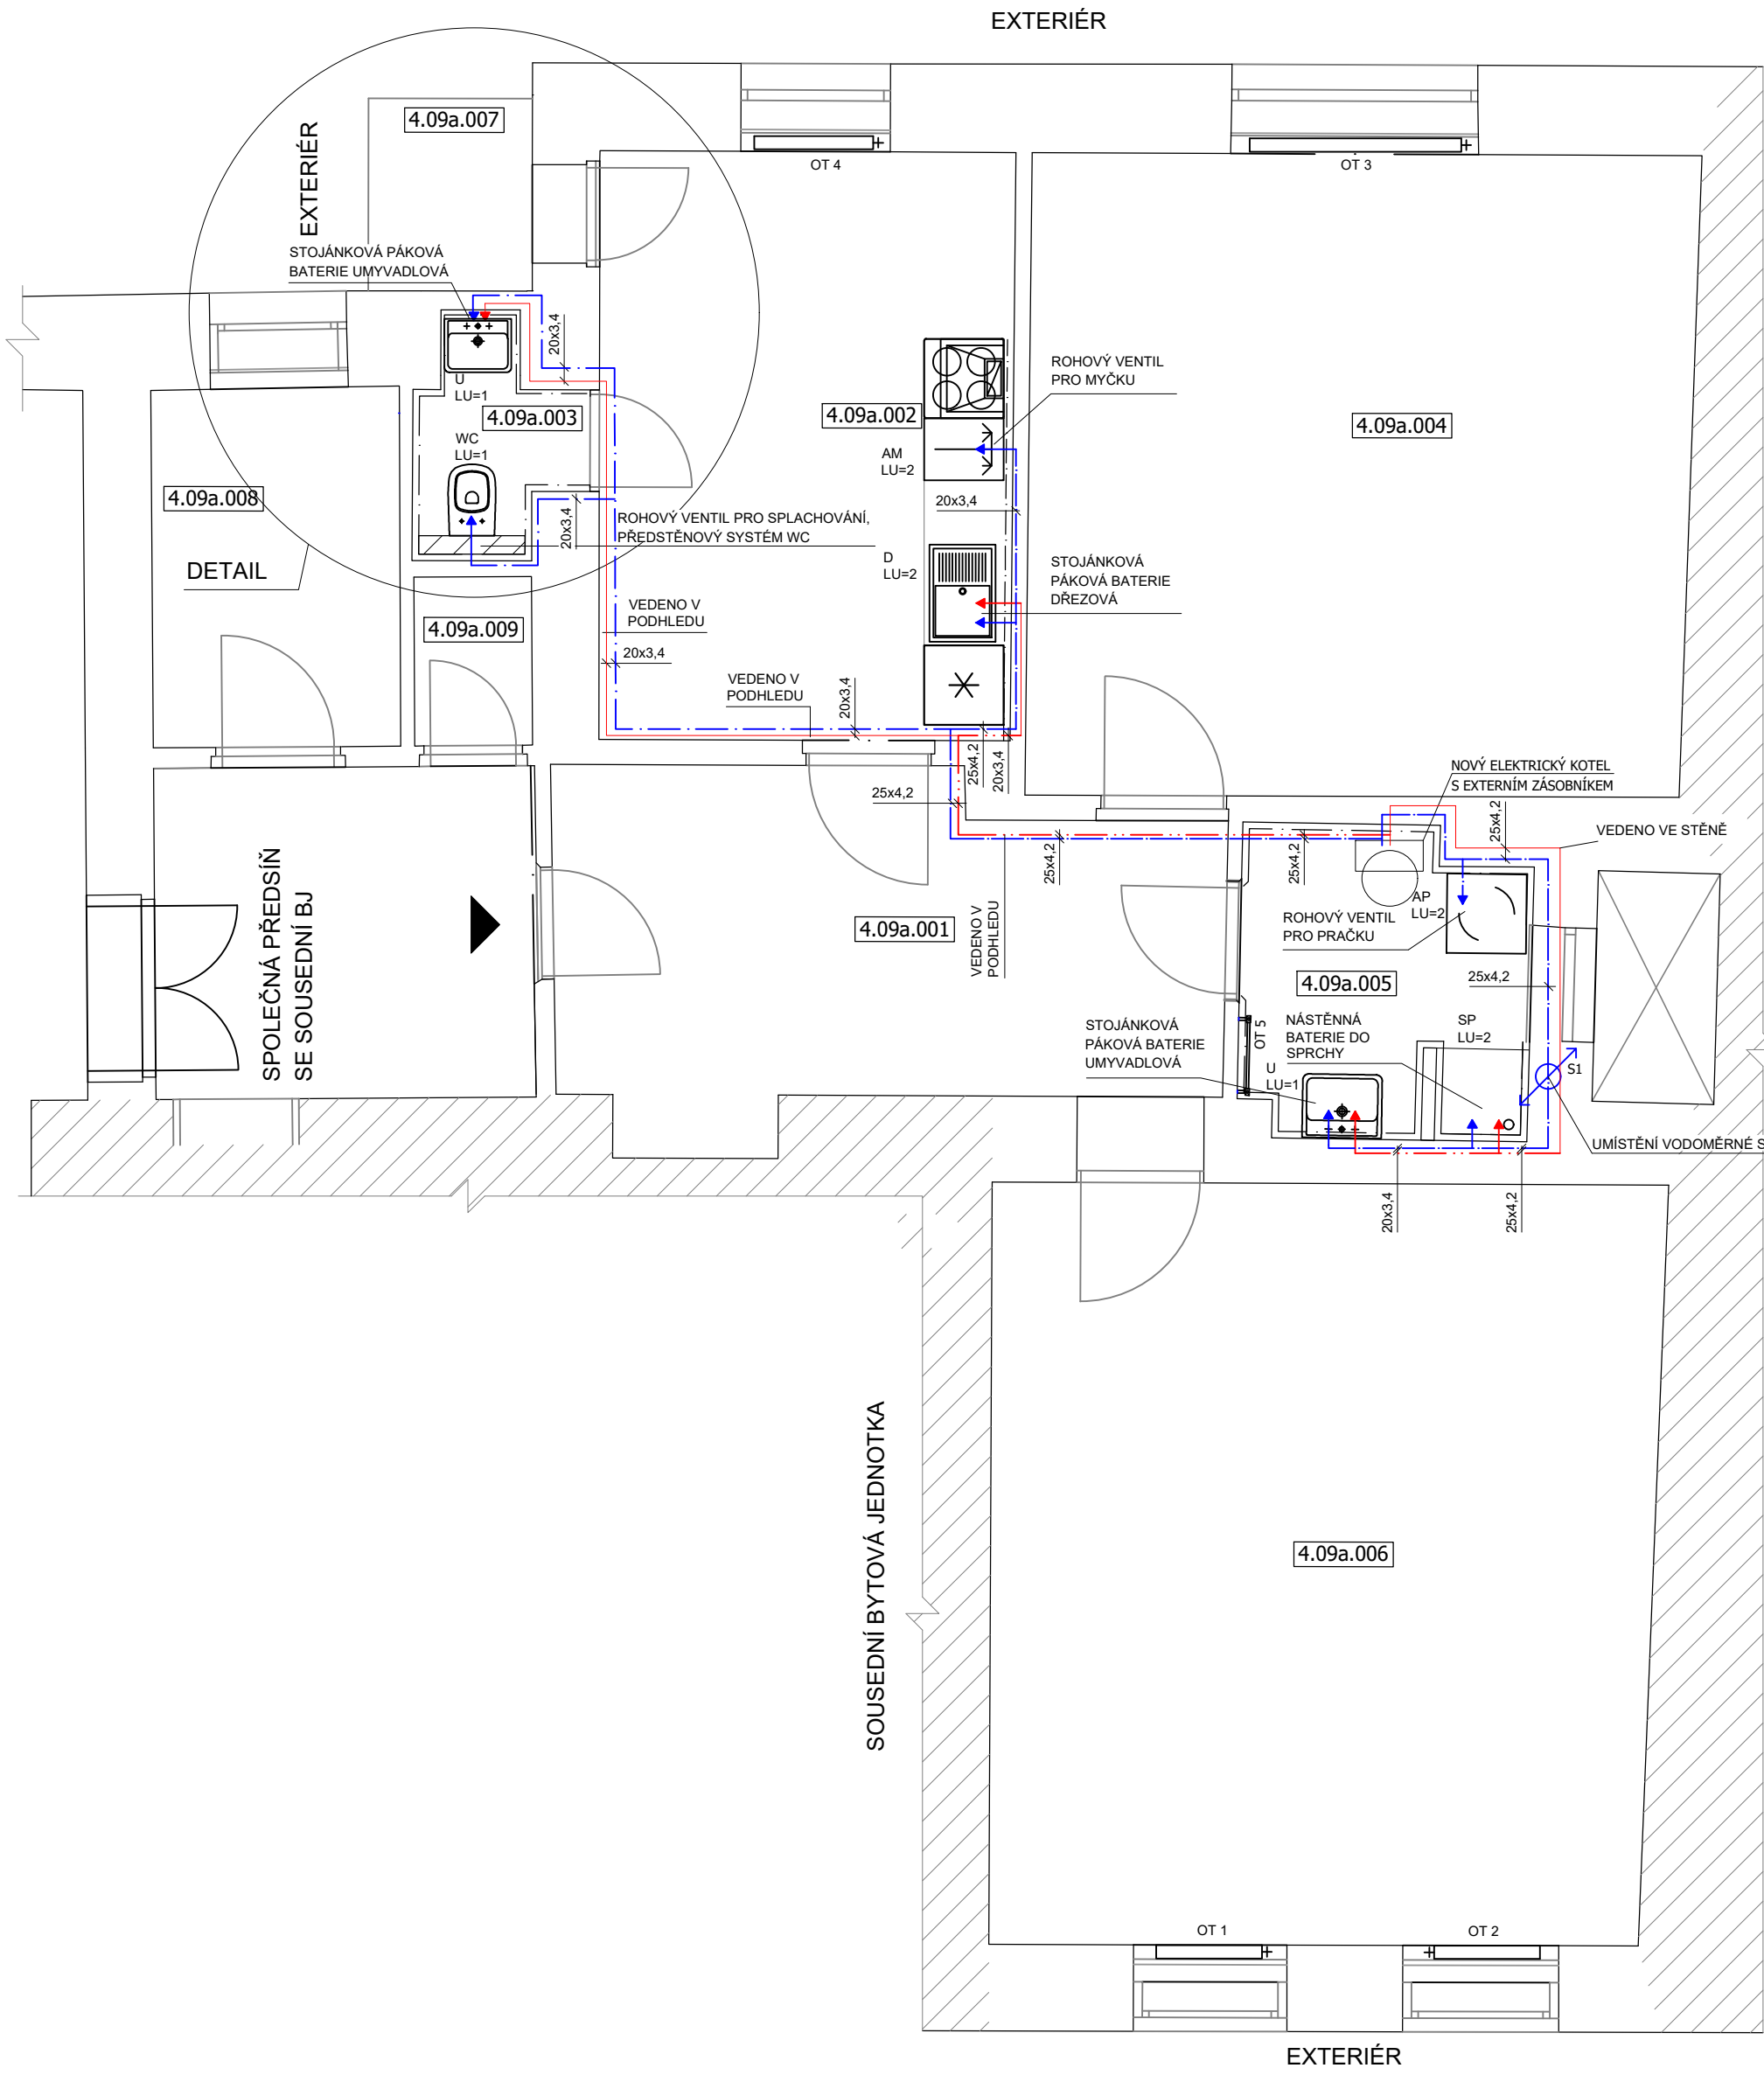 EXTERIÉR
4.09a.007
EXTERIÉR
OT 4
OT 3
STOJÁNKOVÁ PÁKOVÁ
BATERIE UMYVADLOVÁ
20x3,4
U
LU=1
4.09a.003
WC
LU=1
4.09a.002
ROHOVÝ VENTIL
PRO MYČKU
4.09a.004
AM
LU=2
4.09a.008
20x3,4
20x3,4
ROHOVÝ VENTIL PRO SPLACHOVÁNÍ,
PŘEDSTĚNOVÝ SYSTÉM WC
D
LU=2
STOJÁNKOVÁ
PÁKOVÁ BATERIE
DŘEZOVÁ
DETAIL
4.09a.009
VEDENO V
PODHLEDU
20x3,4
VEDENO V
PODHLEDU
20x3,4
25x4,2
20x3,4
25x4,2
NOVÝ ELEKTRICKÝ KOTEL
S EXTERNÍM ZÁSOBNÍKEM
25x4,2
VEDENO VE STĚNĚ
25x4,2
25x4,2
SPOLEČNÁ PŘEDSÍŇ
SE SOUSEDNÍ BJ
4.09a.001
VEDENO V
PODHLEDU
AP
LU=2
ROHOVÝ VENTIL
PRO PRAČKU
4.09a.005
25x4,2
STOJÁNKOVÁ
PÁKOVÁ BATERIE
UMYVADLOVÁ
OT 5
NÁSTĚNNÁ
BATERIE DO
SPRCHY
SP
LU=2
U
LU=1
S1
UMÍSTĚNÍ VODOMĚRNÉ S
20x3,4
25x4,2
SOUSEDNÍ BYTOVÁ JEDNOTKA
4.09a.006
OT 1
OT 2
EXTERIÉR